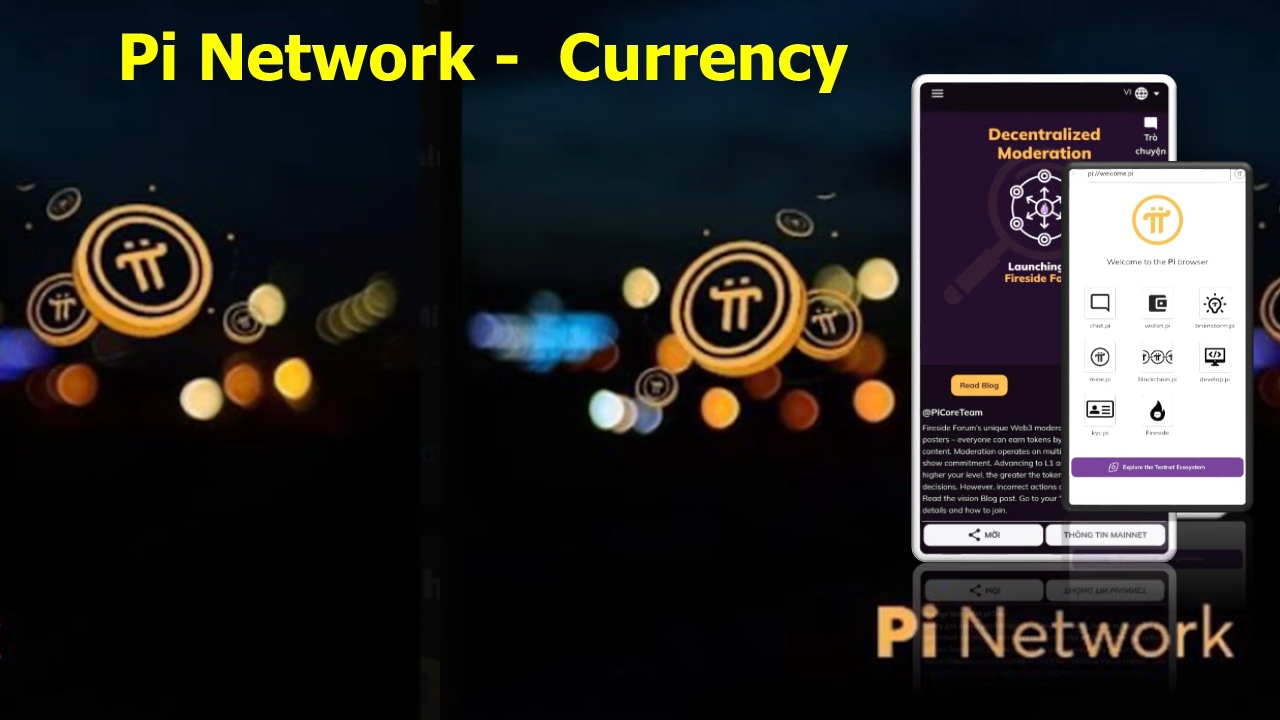 Pi Network - Currency
VI
Trò
chuyện
Decentralized
Moderation
Launching
Fireside Fo
Read Blog
@PiCoreTeam
Fireside Forum's unique Web3 modera
posters – everyone can earn tokens by
content. Moderation operates on multi
show commitment. Advancing to L1 a
higher your level, the greater the token
decisions. However, incorrect actions
Read the vision Blog post. Go to your "
details and how to join.
MỜI
THÔNG TIN MAINNET
pi://welcome.pi
Welcome to the Pi browser
chat.pi
wallet.pi
brainstorm.pi
mine.pi
blockchain.pi
develop.pi
kyc.pi
Fireside
Explore the Testnet Ecosystem
Pi Network